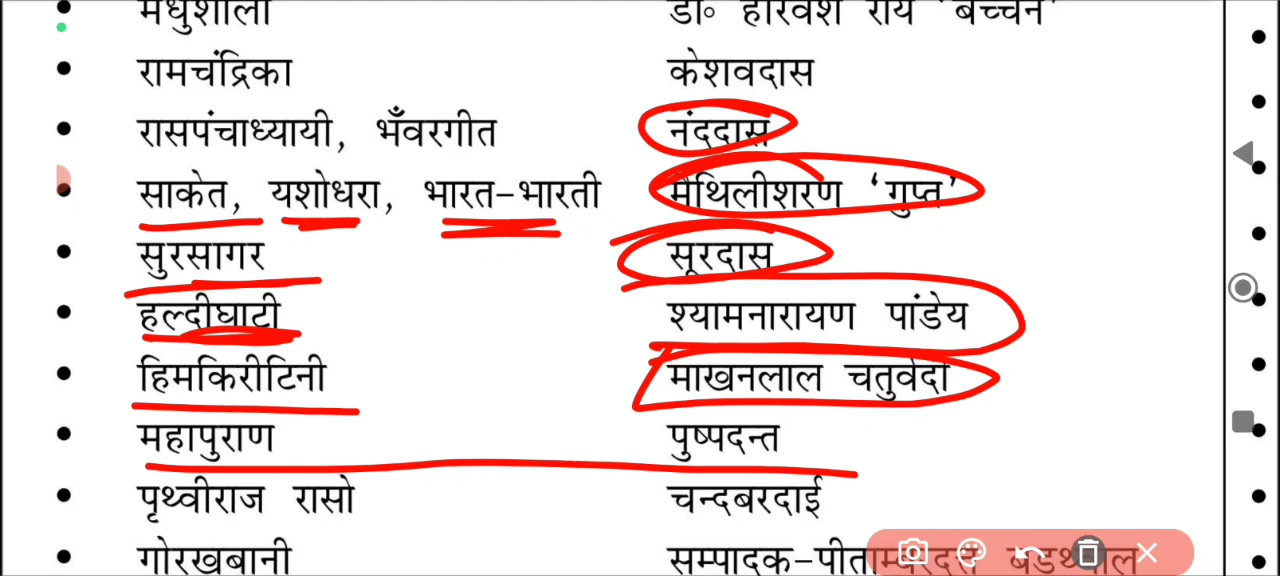 मधुशाला डॉ० हरिवंश राय 'बच्चन'
रामचंद्रिका केशवदास
रासपंचाध्यायी, भँवरगीत नंददास
साकेत, यशोधरा, भारत-भारती मैथिलीशरण 'गुप्त'
सुरसागर सूरदास
हल्दीघाटी श्यामनारायण पांडेय
हिमकिरीटिनी माखनलाल चतुर्वेदी
महापुराण पुष्पदन्त
पृथ्वीराज रासो चन्दबरदाई
गोरखबानी सम्पादक-पीताम्बरदत्त बड़थ्वाल